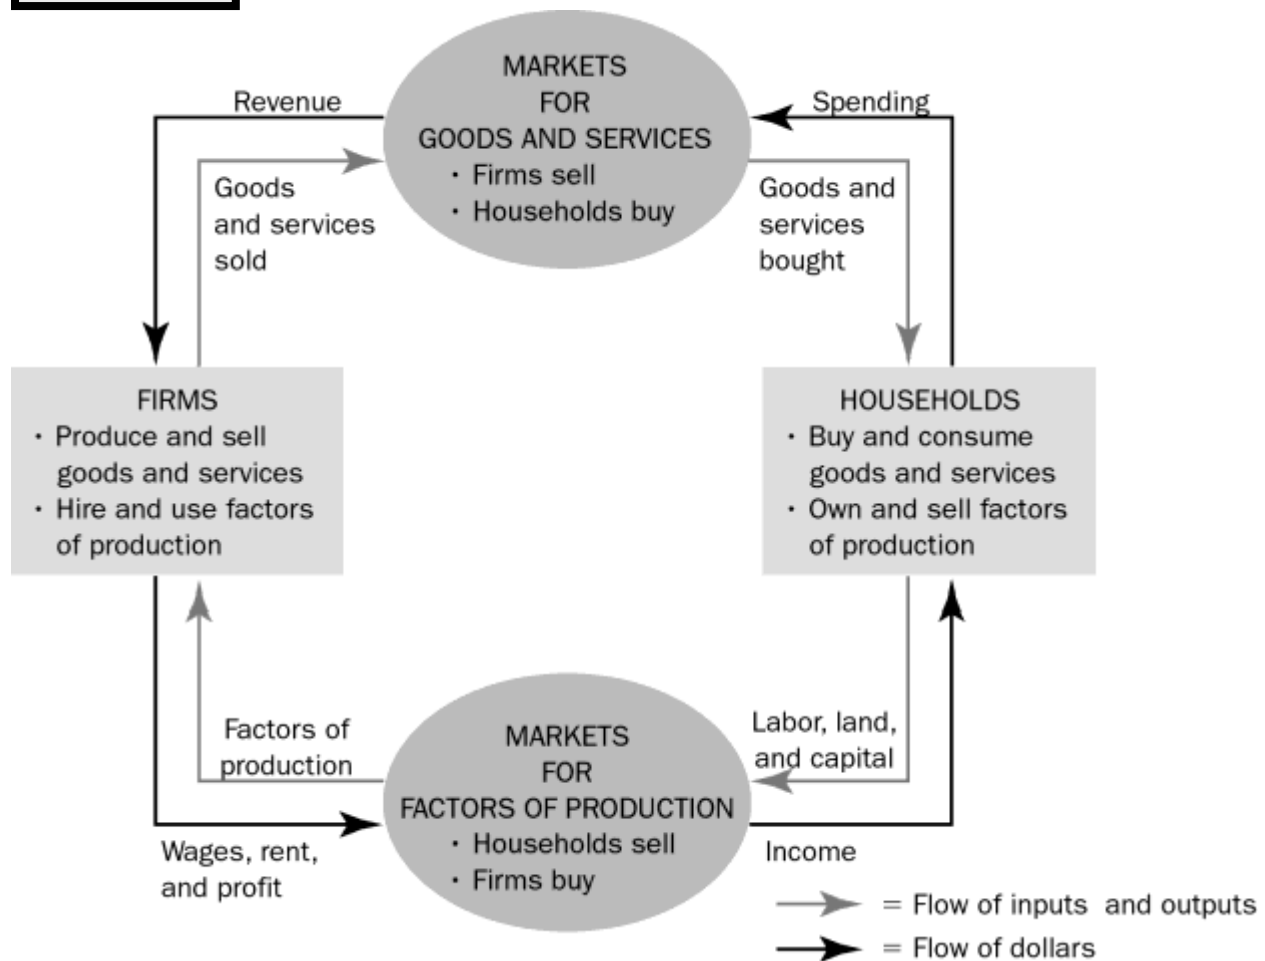 MARKETS
FOR
GOODS AND SERVICES
· Firms sell
· Households buy
Revenue
Spending
Goods
and services
sold
Goods and
services
bought
FIRMS
· Produce and sell
goods and services
· Hire and use factors
of production
HOUSEHOLDS
· Buy and consume
goods and services
· Own and sell factors
of production
Factors of
production
Labor, land,
and capital
MARKETS
FOR
FACTORS OF PRODUCTION
· Households sell
· Firms buy
Wages, rent,
and profit
Income
= Flow of inputs and outputs
= Flow of dollars